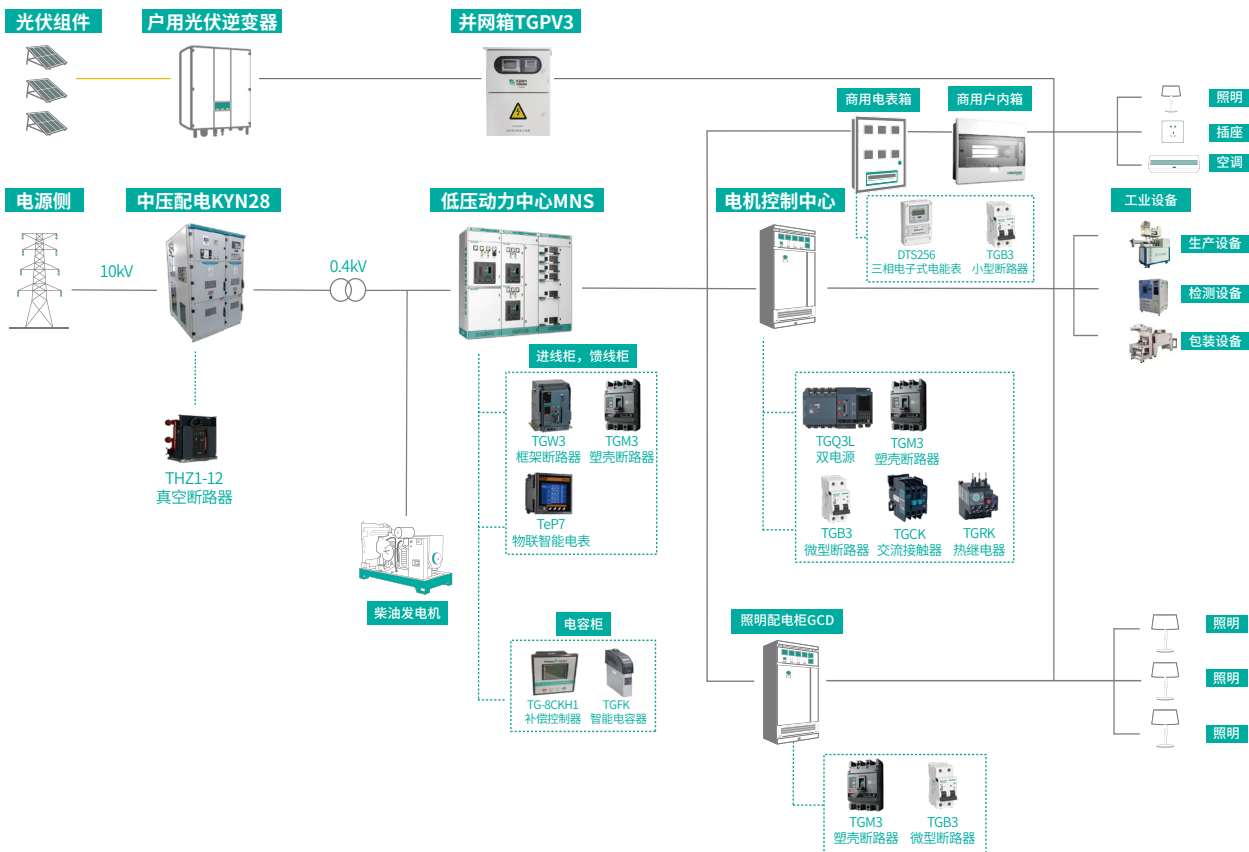 光伏组件
户用光伏逆变器
并网箱TGPV3
商用电表箱
商用户内箱
照明
插座
空调
电源侧
中压配电KYN28
低压动力中心MNS
电机控制中心
工业设备
10kV
0.4kV
DTS256
三相电子式电能表
TGB3
小型断路器
生产设备
检测设备
包装设备
进线柜，馈线柜
TGW3
框架断路器
TGM3
塑壳断路器
TeP7
物联智能电表
THZ1-12
真空断路器
TGQ3L
双电源
TGM3
塑壳断路器
TGB3
微型断路器
TGCK
交流接触器
TGRK
热继电器
柴油发电机
电容柜
TG-8CKH1
补偿控制器
TGFK
智能电容器
照明配电柜GCD
照明
照明
照明
TGM3
塑壳断路器
TGB3
微型断路器